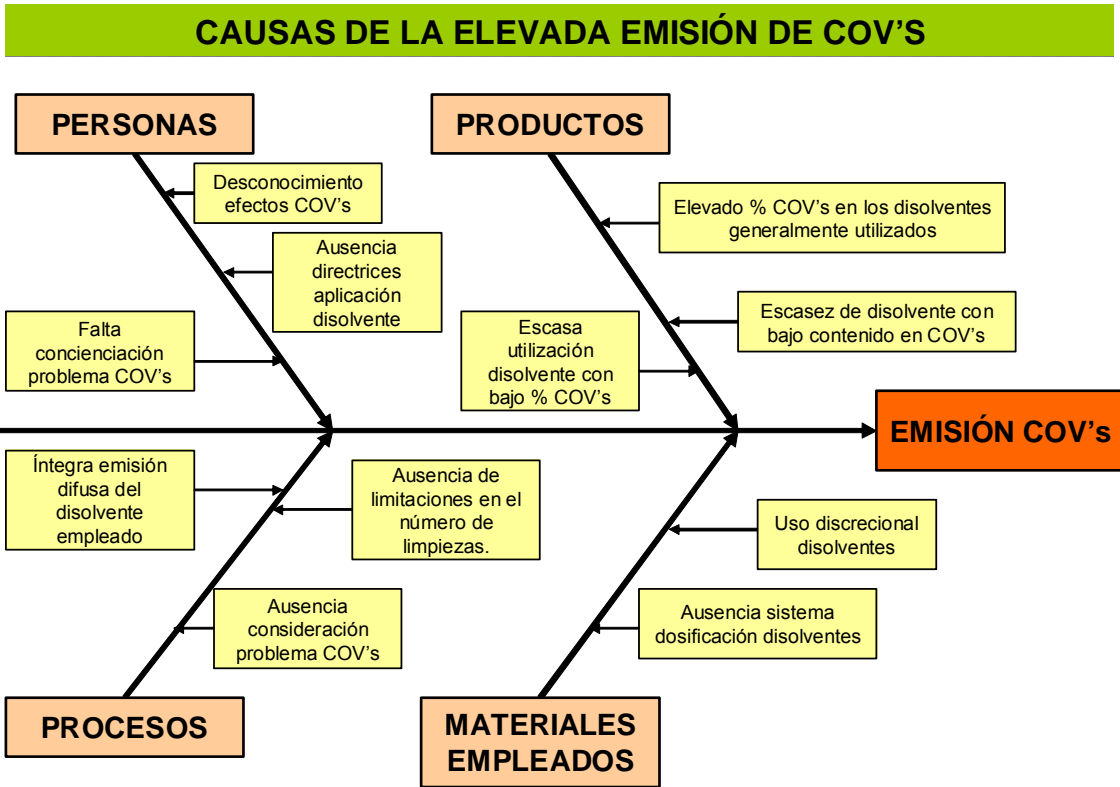 CAUSAS DE LA ELEVADA EMISIÓN DE COV'S
PERSONAS
PRODUCTOS
Desconocimiento
efectos COV's
Ausencia
directrices
aplicación
disolvente
Falta
concienciación
problema COV's
Elevado % COV's en los disolventes
generalmente utilizados
Escasez de disolvente con
bajo contenido en COV's
Escasa
utilización
disolvente con
bajo % COV's
EMISIÓN COV's
Íntegra emisión
difusa del
disolvente
empleado
Ausencia de
limitaciones en el
número de
limpiezas.
Ausencia
consideración
problema COV's
Uso discrecional
disolventes
Ausencia sistema
dosificación disolventes
PROCESOS
MATERIALES
EMPLEADOS